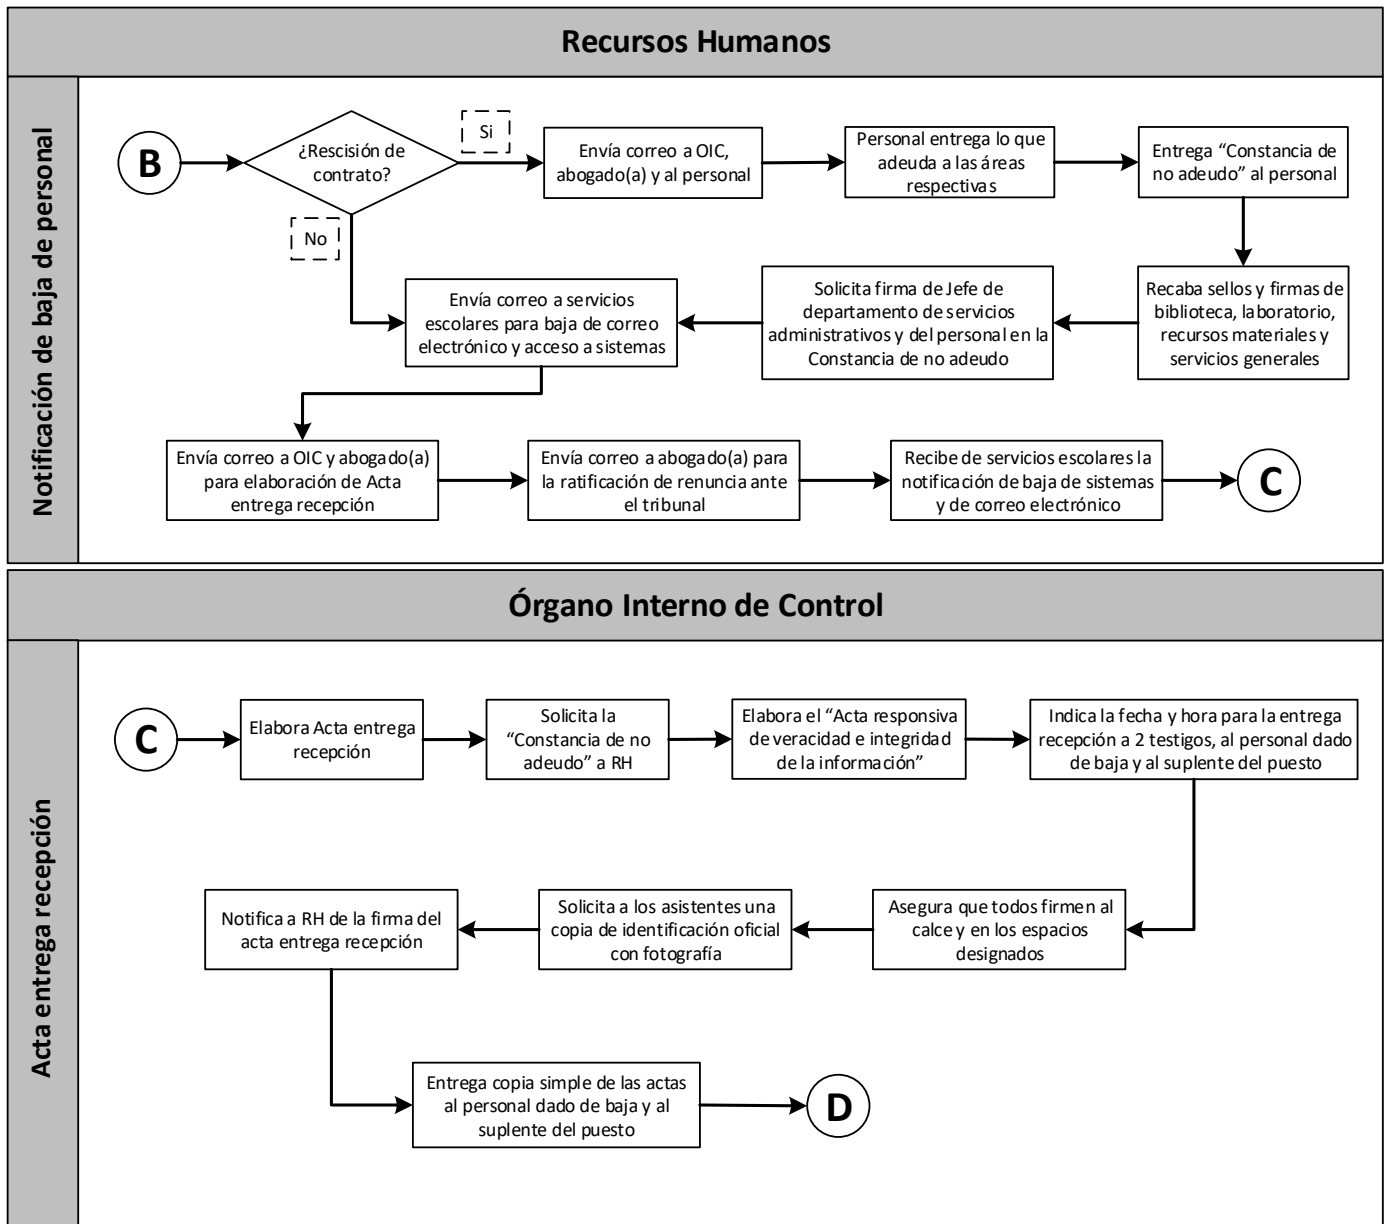 Recursos Humanos
Notificación de baja de personal
B
¿Rescisión de
contrato?
Si
No
Envía correo a OIC,
abogado(a) y al personal
Personal entrega lo que
adeuda a las áreas
respectivas
Entrega “Constancia de
no adeudo” al personal
Recaba sellos y firmas de
biblioteca, laboratorio,
recursos materiales y
servicios generales
Solicita firma de Jefe de
departamento de servicios
administrativos y del personal en la
Constancia de no adeudo
Envía correo a servicios
escolares para baja de correo
electrónico y acceso a sistemas
Envía correo a OIC y abogado(a)
para elaboración de Acta
entrega recepción
Envía correo a abogado(a) para
la ratificación de renuncia ante
el tribunal
Recibe de servicios escolares la
notificación de baja de sistemas
y de correo electrónico
C
Órgano Interno de Control
Acta entrega recepción
C
Elabora Acta entrega
recepción
Solicita la
“Constancia de no
adeudo” a RH
Elabora el “Acta responsiva
de veracidad e integridad
de la información”
Indica la fecha y hora para la entrega
recepción a 2 testigos, al personal dado
de baja y al suplente del puesto
Asegura que todos firmen al
calce y en los espacios
designados
Solicita a los asistentes una
copia de identificación oficial
con fotografía
Notifica a RH de la firma del
acta entrega recepción
Entrega copia simple de las actas
al personal dado de baja y al
suplente del puesto
D